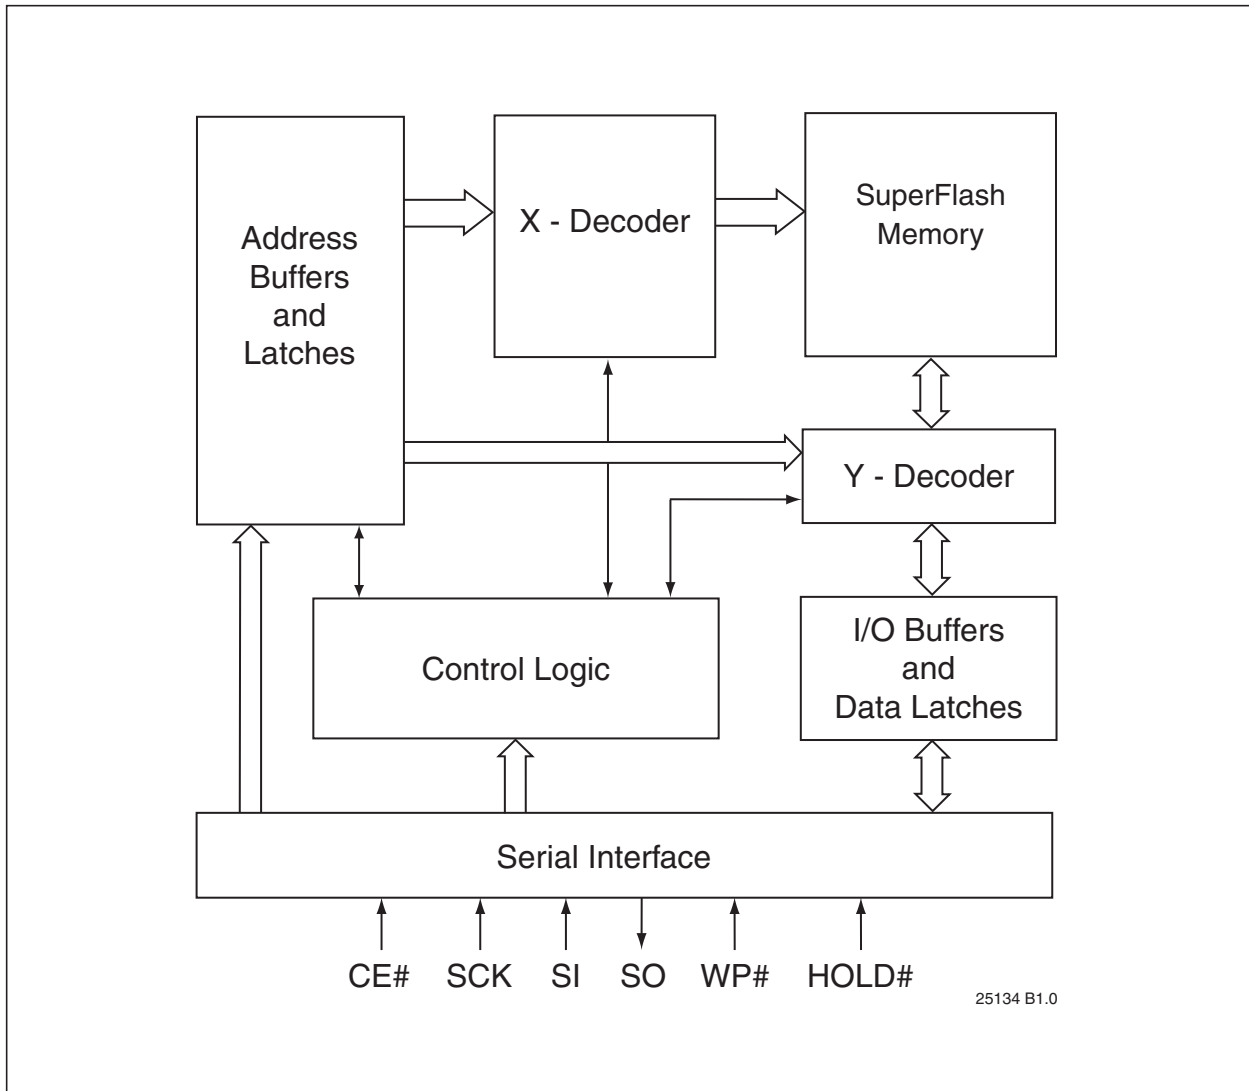 Address
Buffers
and
Latches
X - Decoder
SuperFlash
Memory
Y - Decoder
Control Logic
I/O Buffers
and
Data Latches
Serial Interface
CE# SCK SI SO WP# HOLD#
25134 B1.0